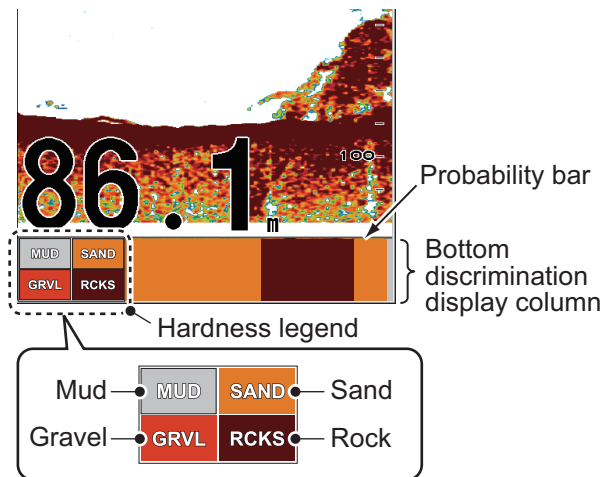 100
86.1m
Probability bar
MUD SAND
GRVL RCKS
Bottom
discrimination
display column
Hardness legend
Mud MUD SAND Sand
Gravel GRVL RCKS Rock